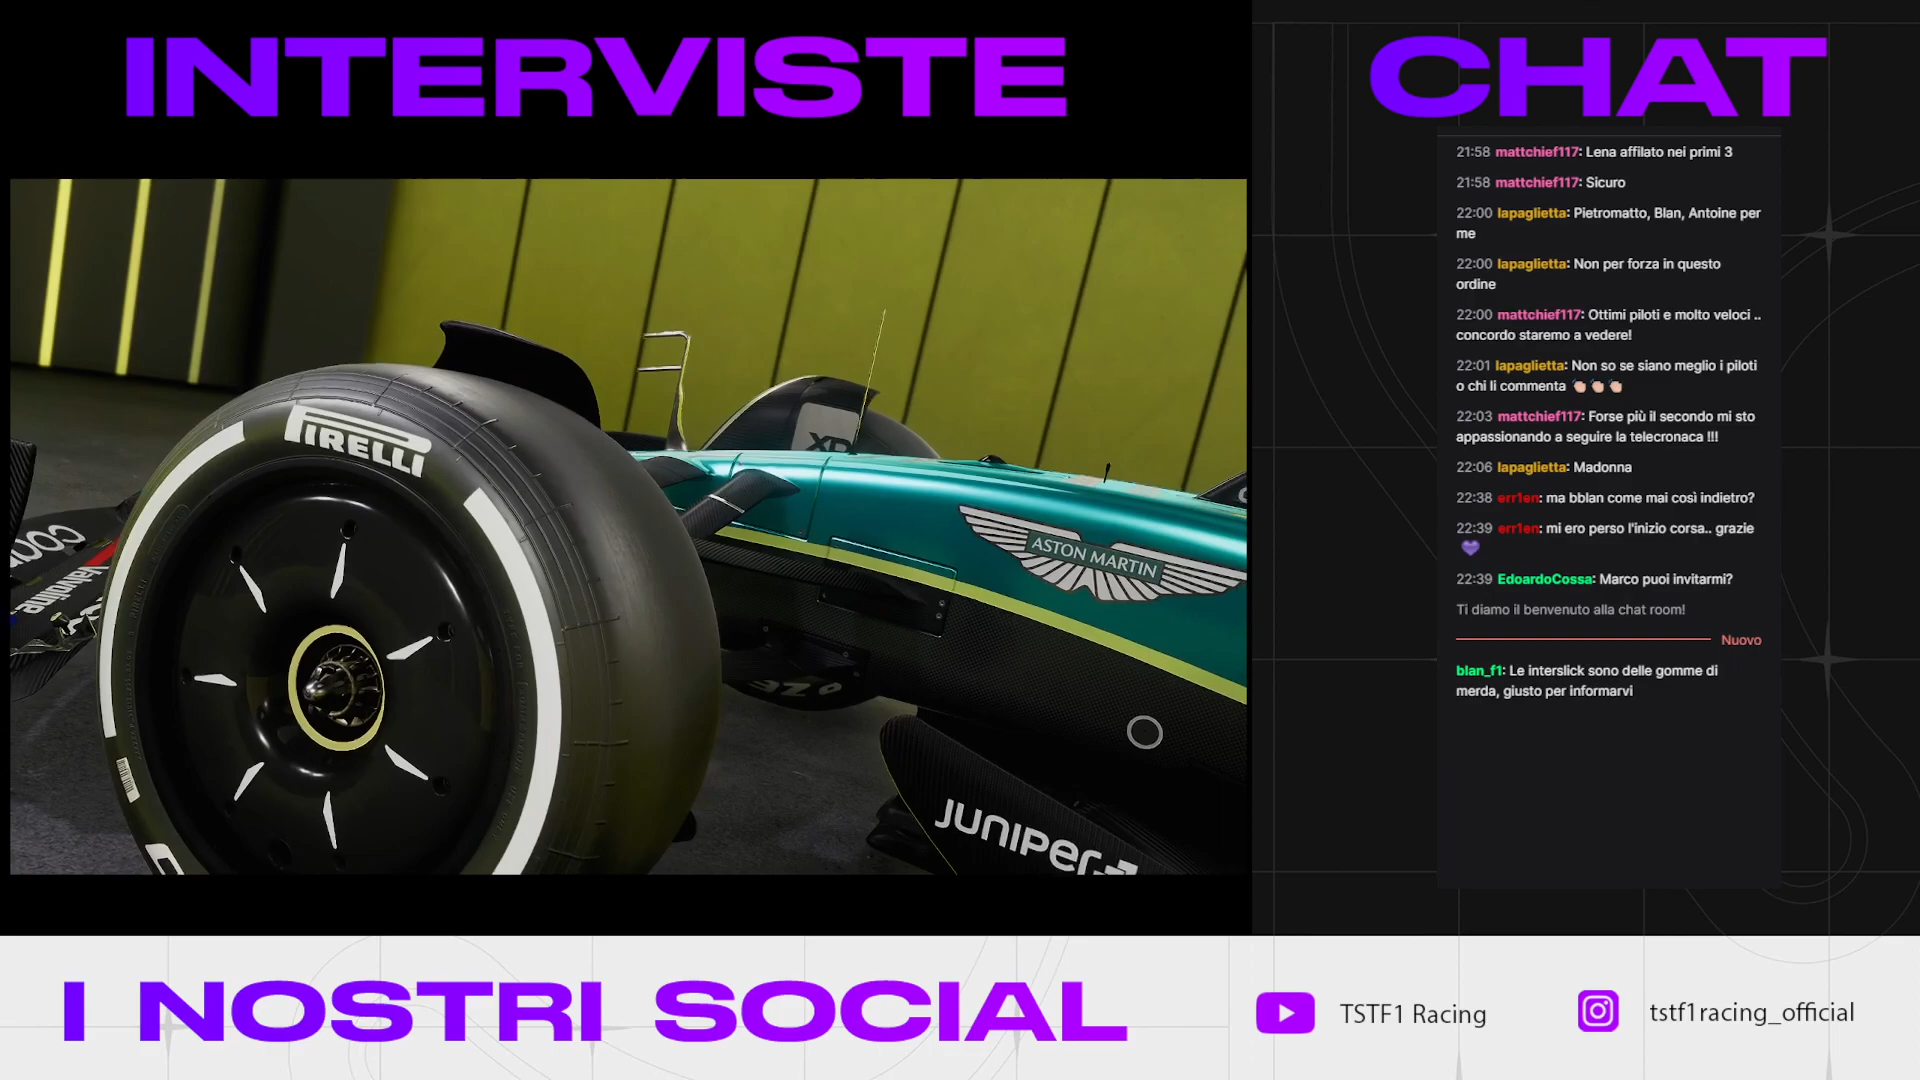 INTERVISTE
CHAT
21:58 mattchief117: Lena affilato nei primi 3
21:58 mattchief117: Sicuro
22:00 lapaglietta: Pietromatto, Blan, Antoine per
me
22:00 lapaglietta: Non per forza in questo
ordine
22:00 mattchief117: Ottimi piloti e molto veloci ..
concordo staremo a vedere!
22:01 lapaglietta: Non so se siano meglio i piloti
o chi li commenta 👏🏻👏🏻👏🏻
22:03 mattchief117: Forse più il secondo mi sto
appassionando a seguire la telecronaca !!!
22:06 lapaglietta: Madonna
22:38 err1en: ma bblan come mai così indietro?
22:39 err1en: mi ero perso l'inizio corsa.. grazie
💜
22:39 EdoardoCossa: Marco puoi invitarmi?
Ti diamo il benvenuto alla chat room!
Nuovo
blan_f1: Le interslick sono delle gomme di
merda, giusto per informarvi
PIRELLI
ASTON MARTIN
Valvoline
JUNIPer
I NOSTRI SOCIAL
TSTF1 Racing
tstf1racing_official